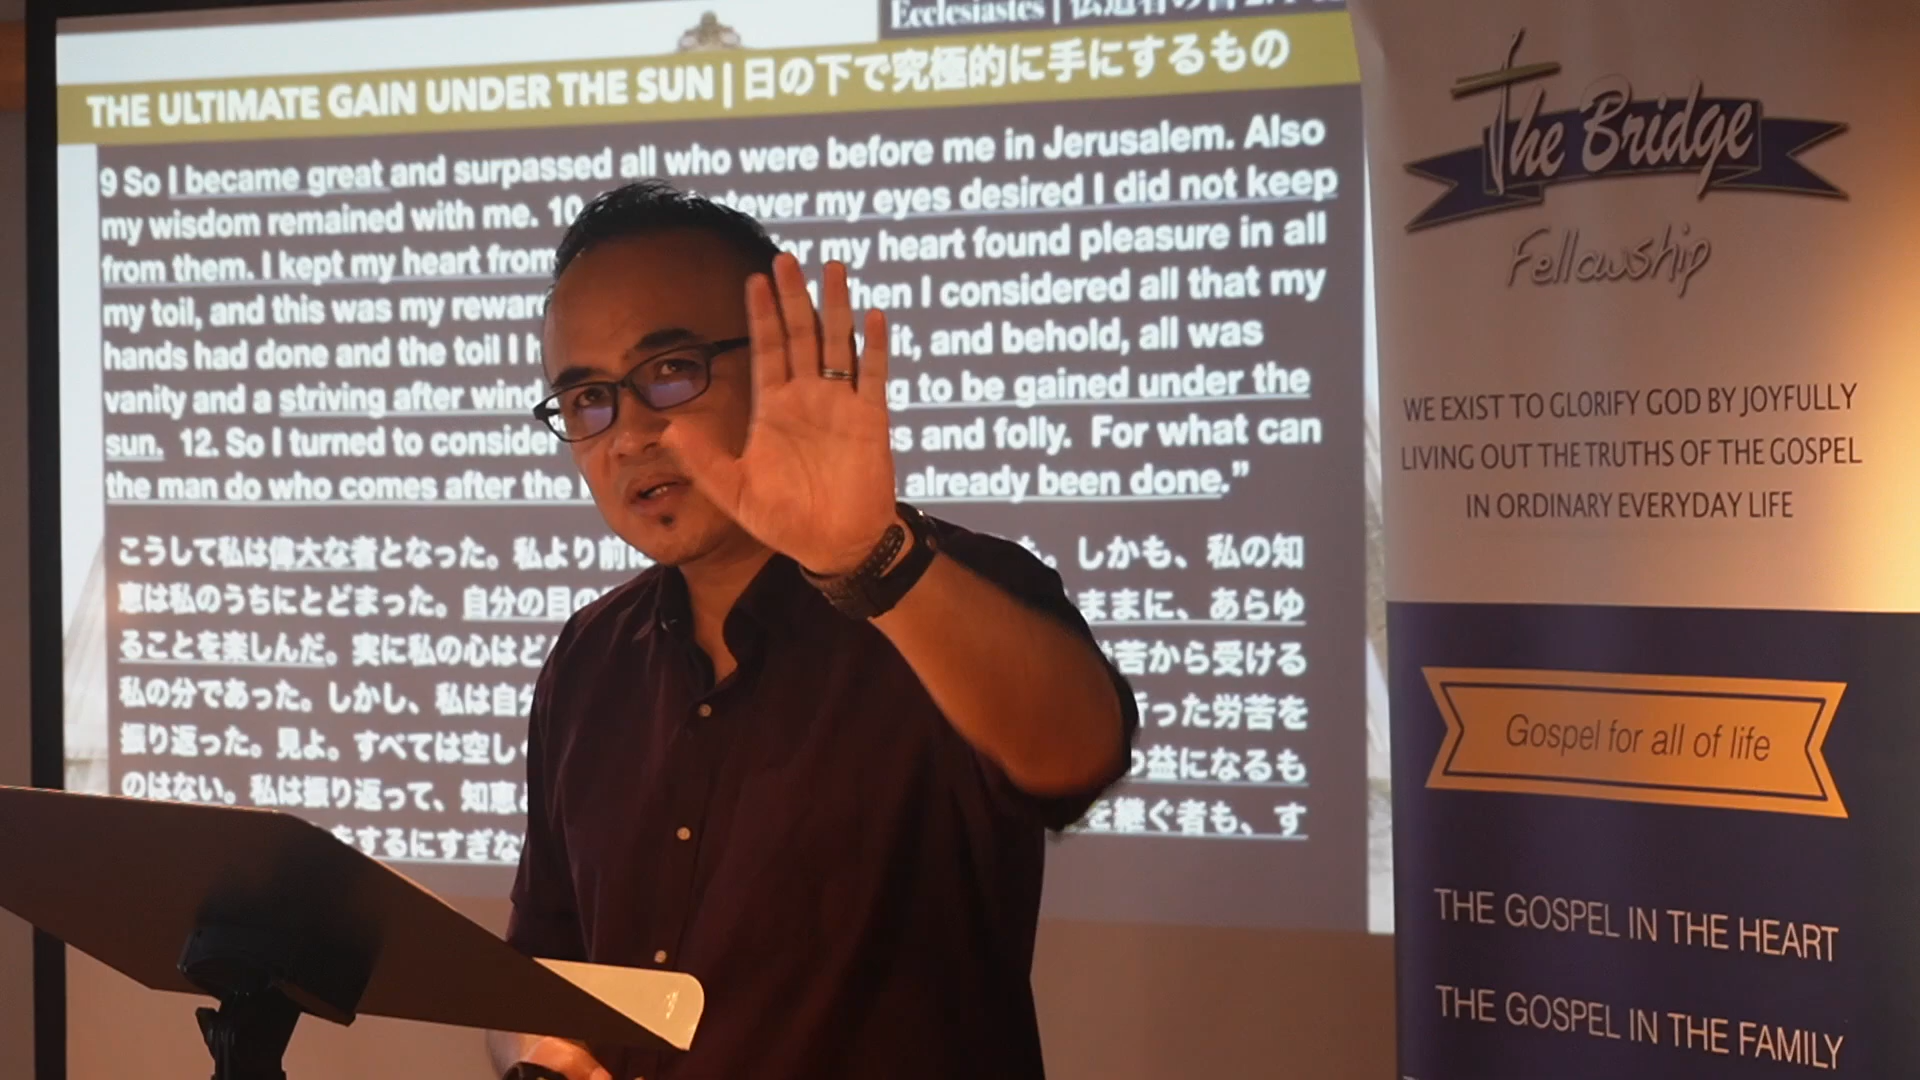 Ecclesiastes | 伝道者の書
THE ULTIMATE GAIN UNDER THE SUN | 日の下で究極的に手にするもの
9 So I became great and surpassed all who were before me in Jerusalem. Also
my wisdom remained with me. 10 my eyes desired I did not keep
from them. I kept my heart from my heart found pleasure in all
my toil, and this was my I considered all that my
hands had done and the toil I it, and behold, all was
vanity and a striving after wind to be gained under the
sun. 12. So I turned to consider and folly. For what can
the man do who comes after the already been done.”
こうして私は偉大な者となった。私より前 。しかも、私の知
恵は私のうちにとどまった。自分の目の ままに、あらゆ
ることを楽しんだ。実に私の心はど 苦から受ける
私の分であった。しかし、私は自分 った労苦を
振り返った。見よ。すべては空し 益になるも
のはない。私は振り返って、知恵 を継ぐ者も、す
をするにすぎな
The Bridge
Fellowship
WE EXIST TO GLORIFY GOD BY JOYFULLY
LIVING OUT THE TRUTHS OF THE GOSPEL
IN ORDINARY EVERYDAY LIFE
Gospel for all of life
THE GOSPEL IN THE HEART
THE GOSPEL IN THE FAMILY